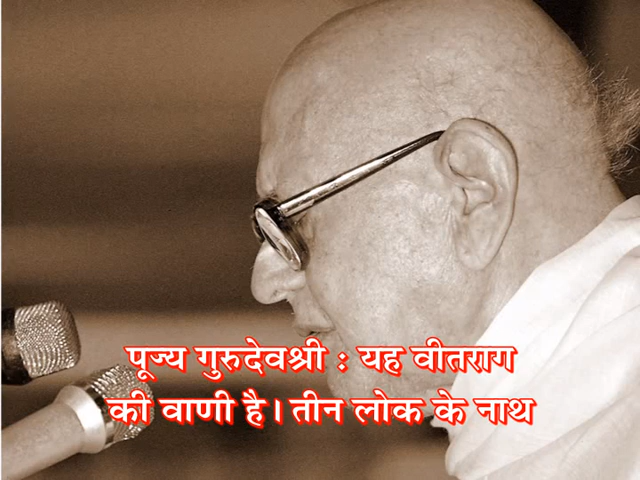 पूज्य गुरुदेवश्री : यह वीतराग
की वाणी है। तीन लोक के नाथ